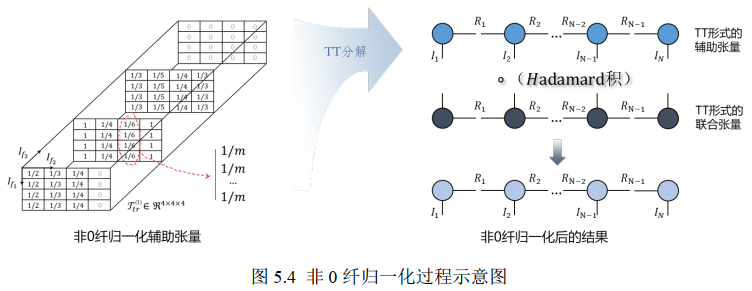 0 0 0 0
0 0 0 0
0 0 0 0
0 0 0 0
1/3 1/5 1/4 1/3
1/3 1/5 1/4 1/3
1/3 1/5 1/4 1/3
1/3 1/5 1/4 1/3
1 1/4 1/6 1
1 1/4 1/6 1
1 1/4 1/6 1
1 1/4 1/6 1
I_{f_3}
I_{f_2}
I_{f_1}
1/2 1/3 1/4 0
1/2 1/3 1/4 0
1/2 1/3 1/4 0
1/2 1/3 1/4 0
1/m
1/m
...
1/m
𝒯_{tr}^{(l)} ∈ ℜ^{4×4×4}
非0纤归一化辅助张量
TT分解
R_1 R_2 R_{N-2} R_{N-1}
...
I_1 I_2 I_{N-1} I_N
TT形式的
辅助张量
∘（Hadamard积）
R_1 R_2 R_{N-2} R_{N-1}
...
TT形式的
联合张量
R_1 R_2 R_{N-2} R_{N-1}
...
I_1 I_2 I_{N-1} I_N
非0纤归一化后的结果
图 5.4 非 0 纤归一化过程示意图